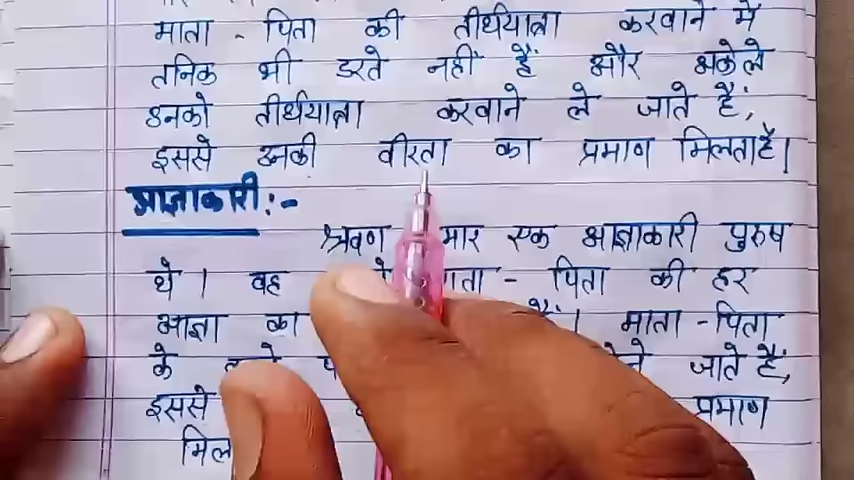 माता - पिता की तीर्थयात्रा करवाने में
तनिक भी डरते नहीं हैं और अकेले
उनको तीर्थयात्रा करवाने ले जाते हैं,
इससे उनकी वीरता का प्रमाण मिलता है।
आज्ञाकारी :-
श्रवण मार एक आज्ञाकारी पुरुष
थे । वह माता - पिता की हर
आज्ञा का हैं। माता - पिता
के जाते हैं,
इससे प्रमाण
मिल